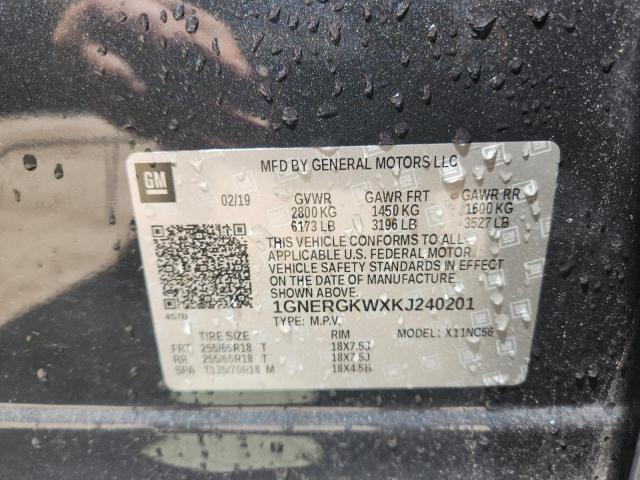 GM
MFD BY GENERAL MOTORS LLC
02/19 GVWR GAWR FRT GAWR RR
2800 KG 1450 KG 1600 KG
6173 LB 3196 LB 3527 LB
THIS VEHICLE CONFORMS TO ALL
APPLICABLE U.S. FEDERAL MOTOR
VEHICLE SAFETY STANDARDS IN EFFECT
ON THE DATE OF MANUFACTURE
SHOWN ABOVE.
457B
1GNERGKWXKJ240201
TYPE: M.P.V. MODEL: X11NC56
TIRE SIZE RIM
FRT 255/65R18 T 18X7.5J
RR 255/65R18 T 18X7.5J
SPA T135/70R18 M 18X4.5B